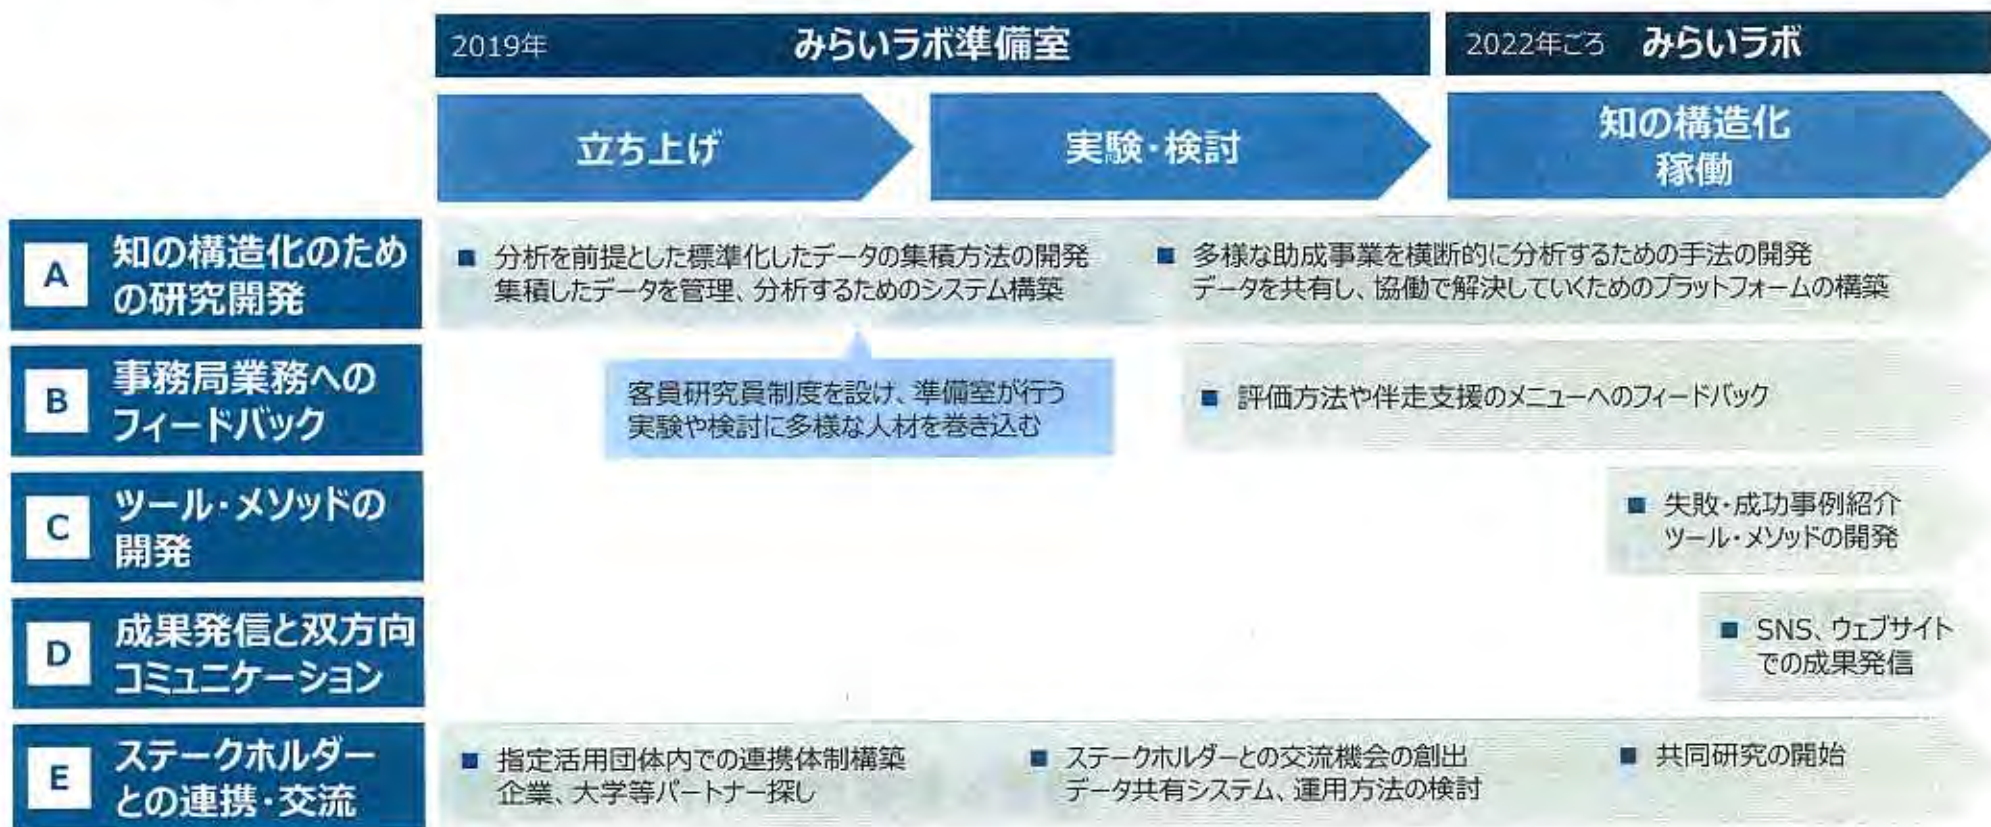 2019年 みらいラボ準備室
2022年ごろ みらいラボ
立ち上げ
実験・検討
知の構造化
稼働
A
知の構造化のため
の研究開発
■ 分析を前提とした標準化したデータの集積方法の開発
集積したデータを管理、分析するためのシステム構築
■ 多様な助成事業を横断的に分析するための手法の開発
データを共有し、協働で解決していくためのプラットフォームの構築
B
事務局業務への
フィードバック
客員研究員制度を設け、準備室が行う
実験や検討に多様な人材を巻き込む
■ 評価方法や伴走支援のメニューへのフィードバック
C
ツール・メソッドの
開発
■ 失敗・成功事例紹介
ツール・メソッドの開発
D
成果発信と双方向
コミュニケーション
■ SNS、ウェブサイト
での成果発信
E
ステークホルダー
との連携・交流
■ 指定活用団体内での連携体制構築
企業、大学等パートナー探し
■ ステークホルダーとの交流機会の創出
データ共有システム、運用方法の検討
■ 共同研究の開始